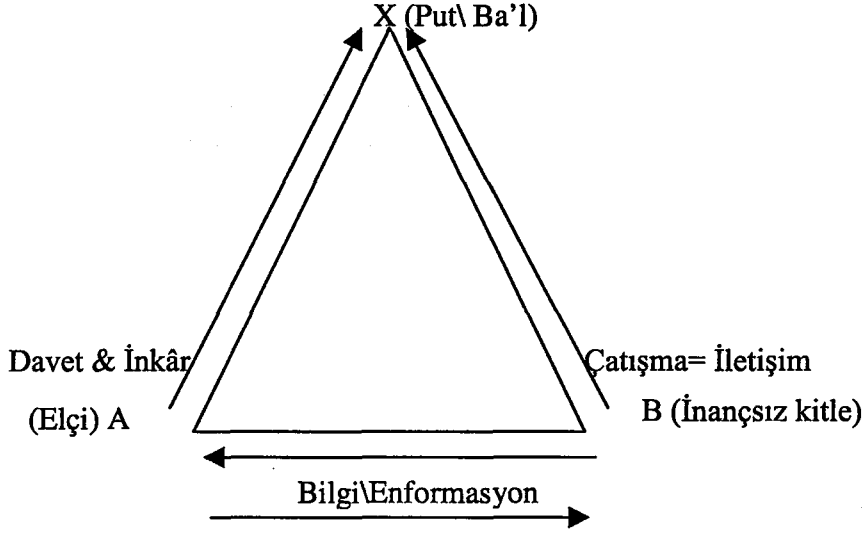 X (Put\ Ba’l)
Davet & İnkâr
Çatışma= İletişim
(Elçi) A
B (İnançsız kitle)
Bilgi\Enformasyon